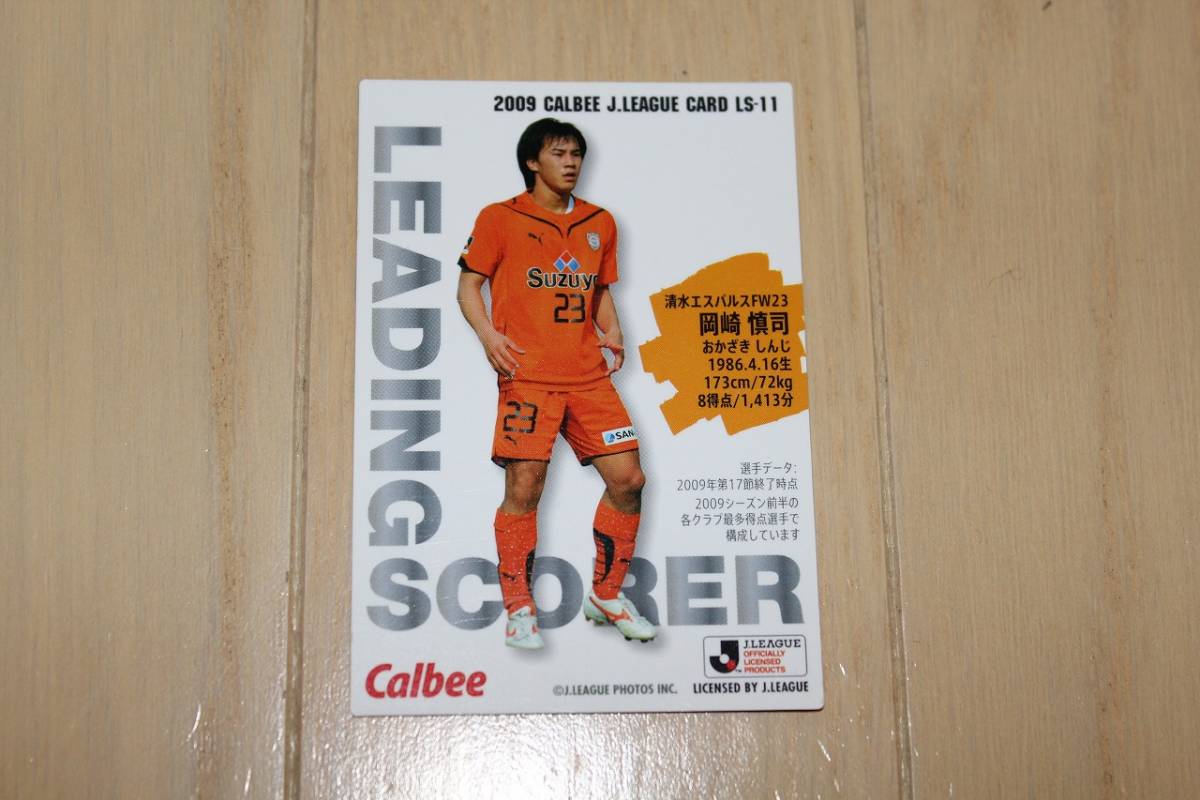 2009 CALBEE J.LEAGUE CARD LS-11
LEADING
SCORER
Suzuyo
23
23
SAN
清水エスパルスFW23
岡崎 慎司
おかざき しんじ
1986.4.16生
173cm/72kg
8得点/1,413分
選手データ:
2009年第17節終了時点
2009シーズン前半の
各クラブ最多得点選手で
構成しています
Calbee
©J.LEAGUE PHOTOS INC.
J.LEAGUE
OFFICIALLY
LICENSED
PRODUCTS
TM
LICENSED BY J.LEAGUE